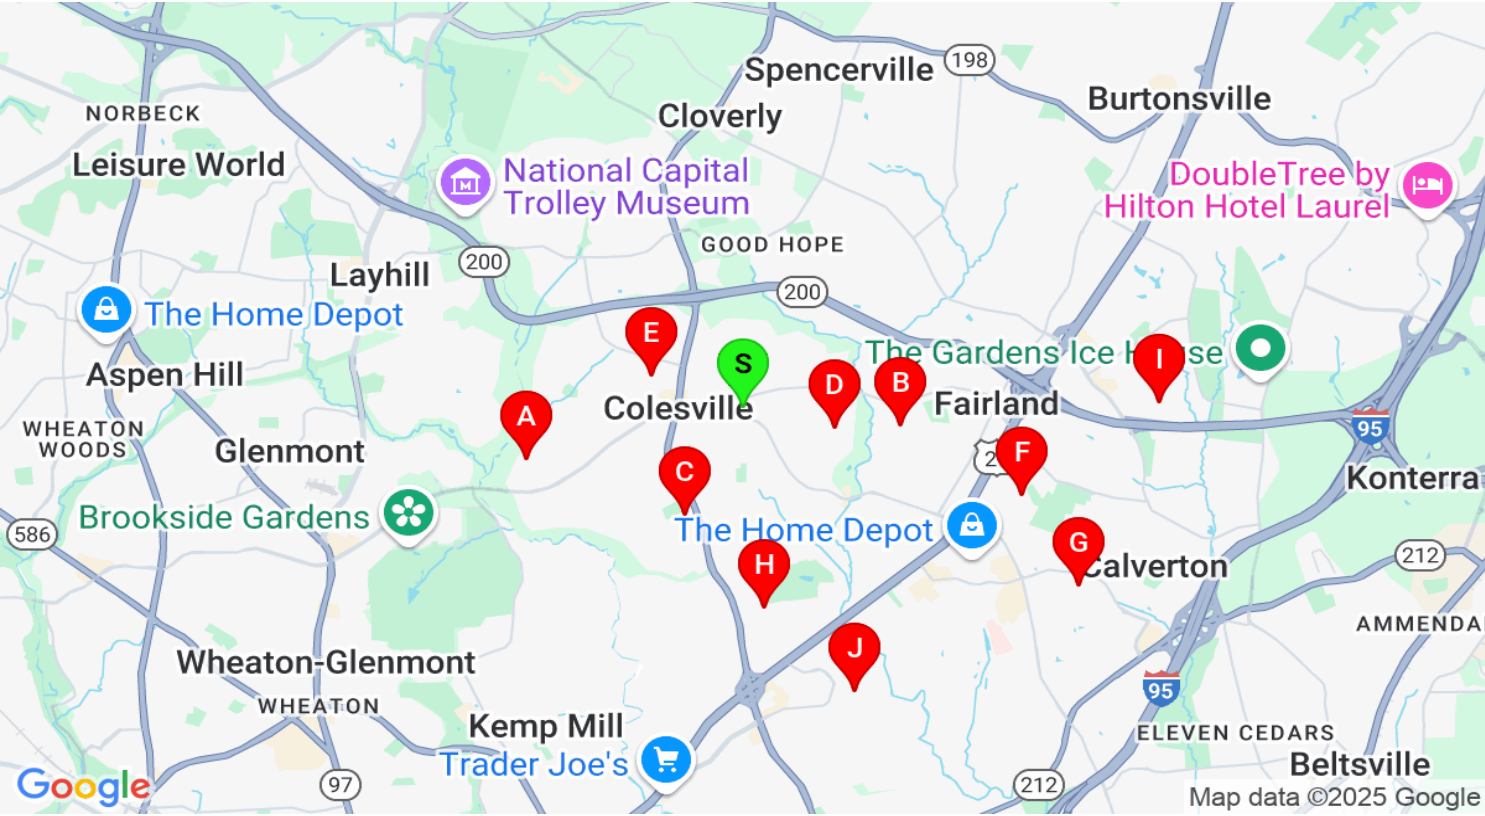 Spencerville
198
Burtonsville
NORBECK
Cloverly
Leisure World
National Capital
Trolley Museum
DoubleTree by
Hilton Hotel Laurel
GOOD HOPE
200
Layhill
200
The Home Depot
E
S
The Gardens Ice H se
I
Aspen Hill
D
B
A
Colesville
Fairland
WHEATON
WOODS
95
Glenmont
F
2
C
Konterra
Brookside Gardens
The Home Depot
586
G
H
Calverton
212
AMMENDA
J
Wheaton-Glenmont
WHEATON
95
Kemp Mill
ELEVEN CEDARS
Trader Joe's
Beltsville
Google
97
212
Map data ©2025 Google